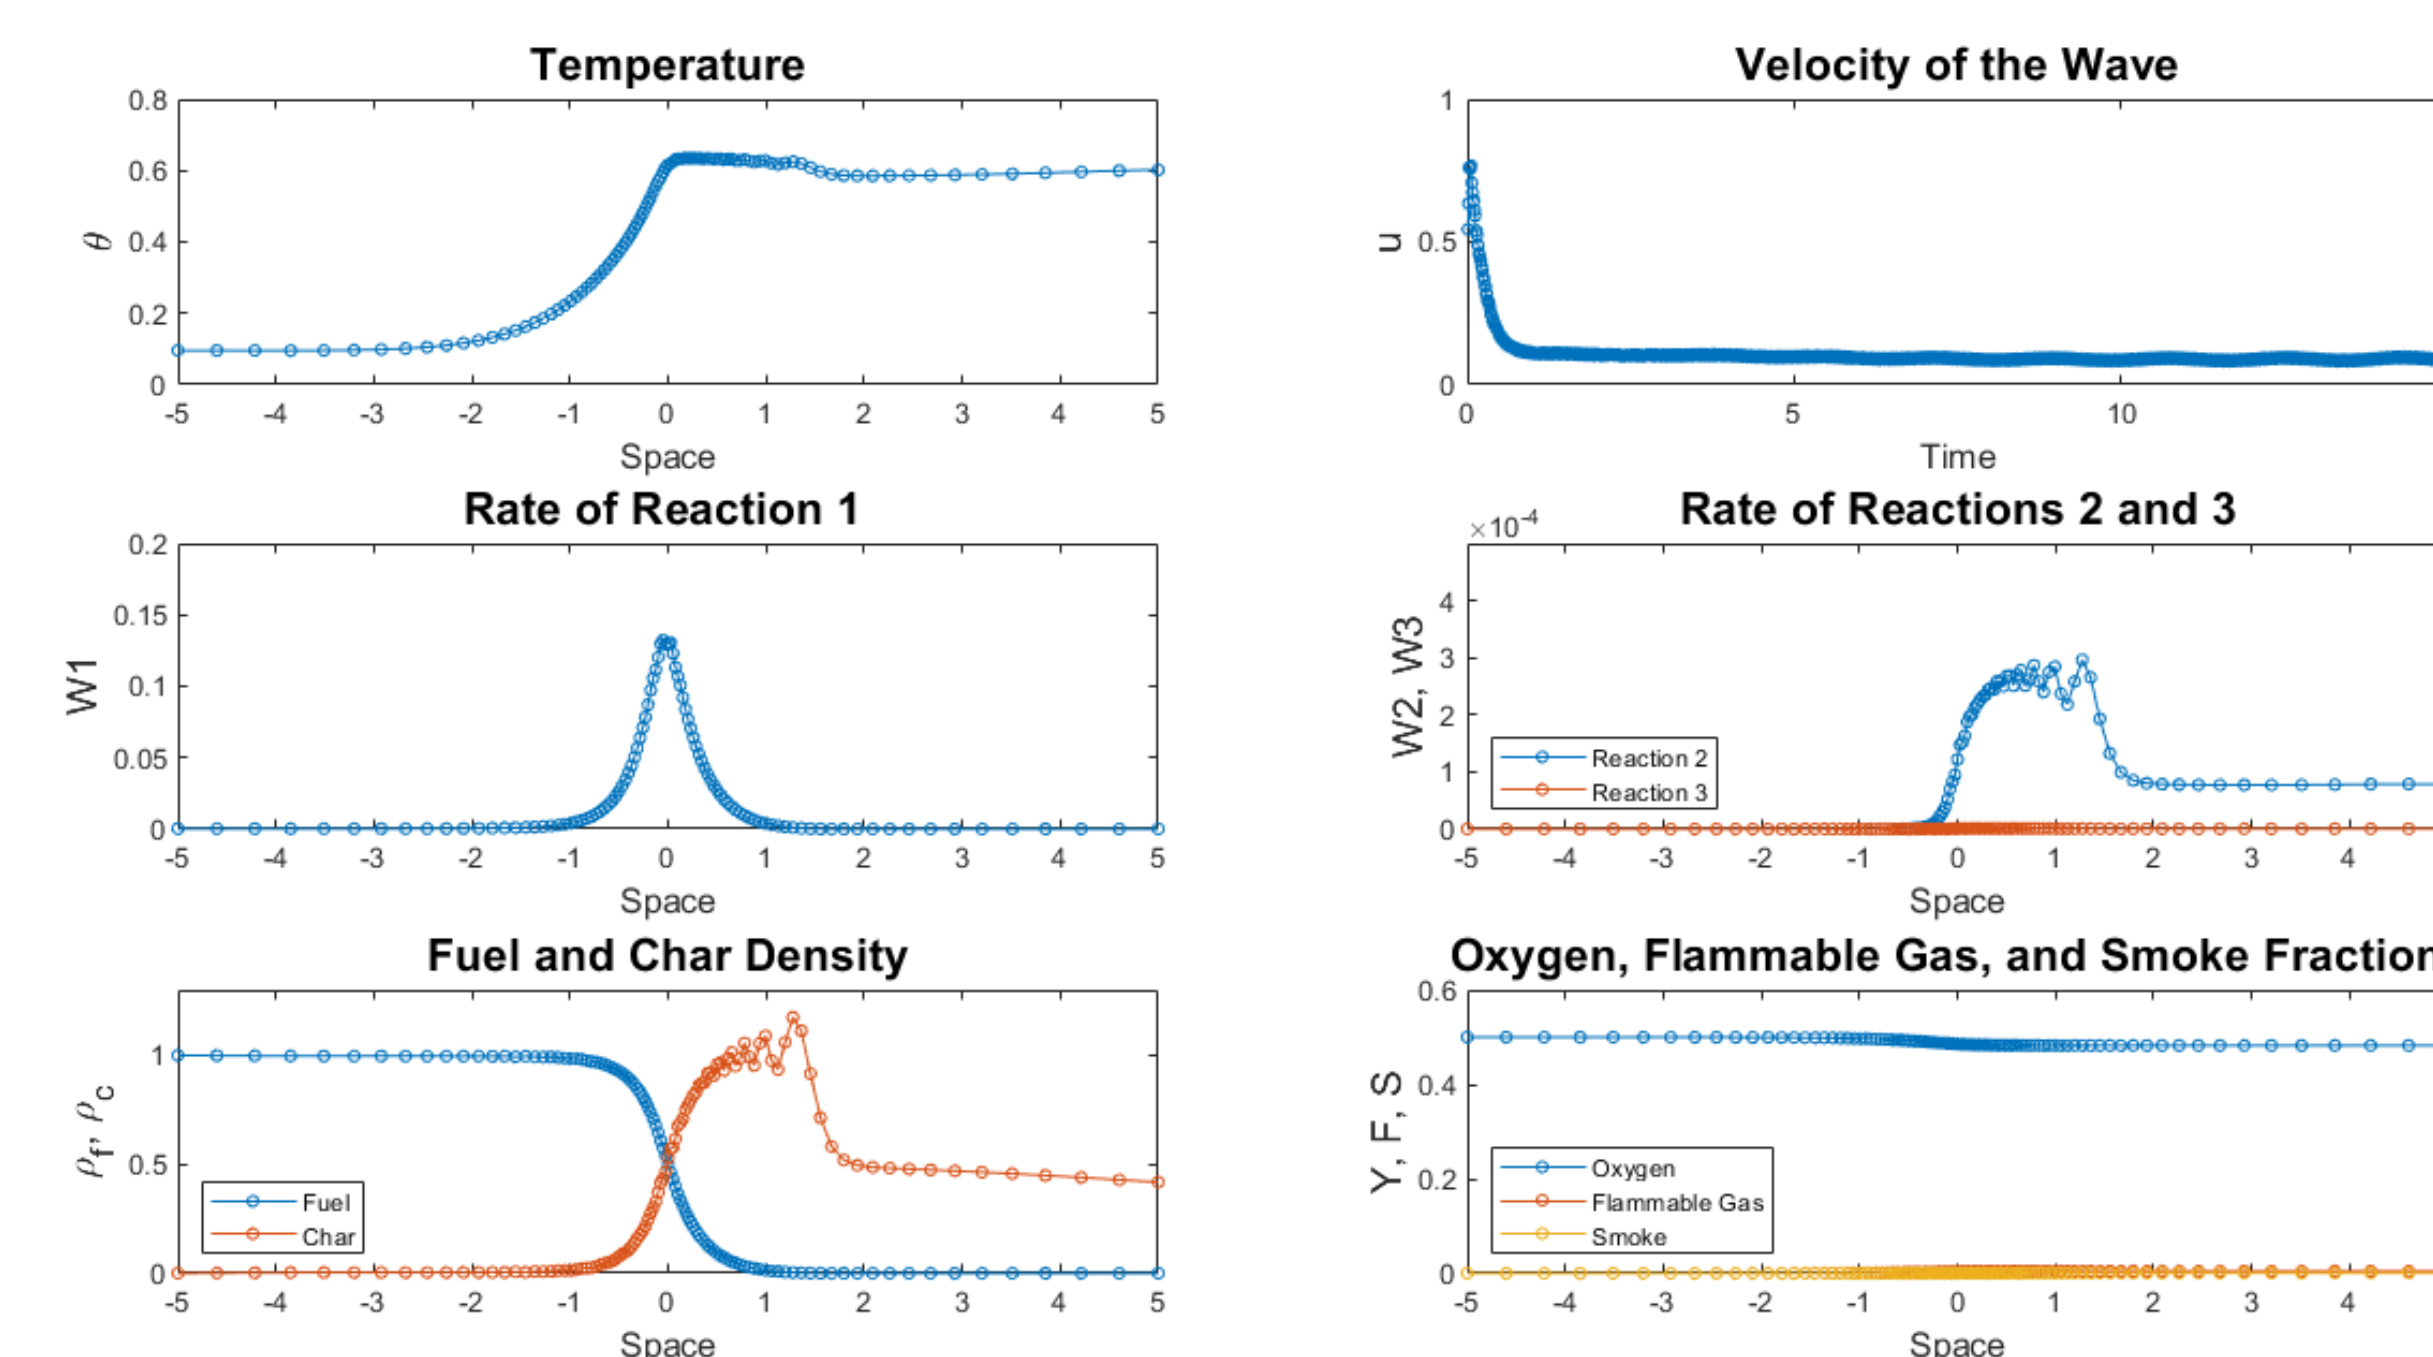 Temperature
0.8
0.6
0.4
0.2
0
θ
-5 -4 -3 -2 -1 0 1 2 3 4 5
Space
Velocity of the Wave
1
0.5
0
u
0 5 10
Time
Rate of Reaction 1
0.2
0.15
0.1
0.05
0
W1
-5 -4 -3 -2 -1 0 1 2 3 4 5
Space
Rate of Reactions 2 and 3
×10⁻⁴
4
3
2
1
0
W2, W3
Reaction 2
Reaction 3
-5 -4 -3 -2 -1 0 1 2 3 4
Space
Fuel and Char Density
1
0.5
0
ρf, ρc
Fuel
Char
-5 -4 -3 -2 -1 0 1 2 3 4 5
Space
Oxygen, Flammable Gas, and Smoke Fraction
0.6
0.4
0.2
0
Y, F, S
Oxygen
Flammable Gas
Smoke
-5 -4 -3 -2 -1 0 1 2 3 4
Space